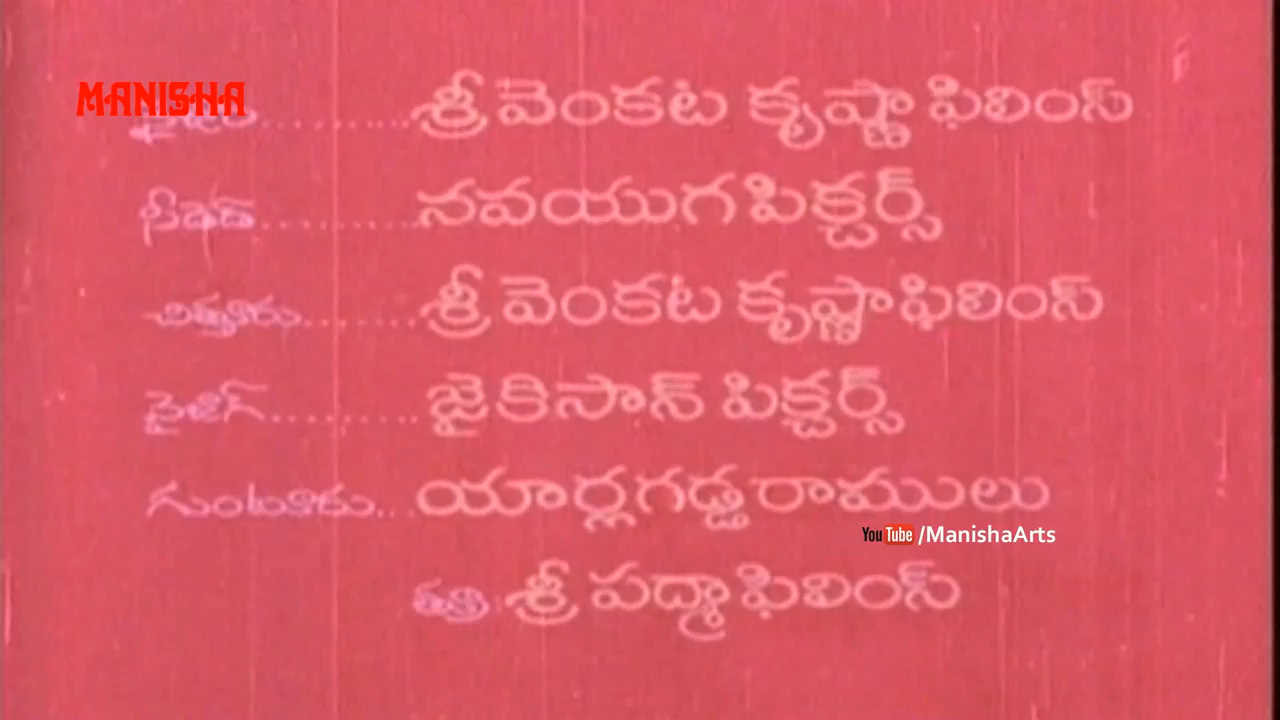 MANISHA
..........శ్రీ వెంకట కృష్ణా ఫిలింస్
సీడెడ్..........నవయుగ పిక్చర్స్
చిత్తూరు........శ్రీ వెంకట కృష్ణా ఫిలింస్
నైజాగ్.........జైకిసాన్ పిక్చర్స్
గుంటూరు...యార్లగడ్డ రాములు
YouTube /ManishaArts
త్రూ: శ్రీ పద్మా ఫిలింస్